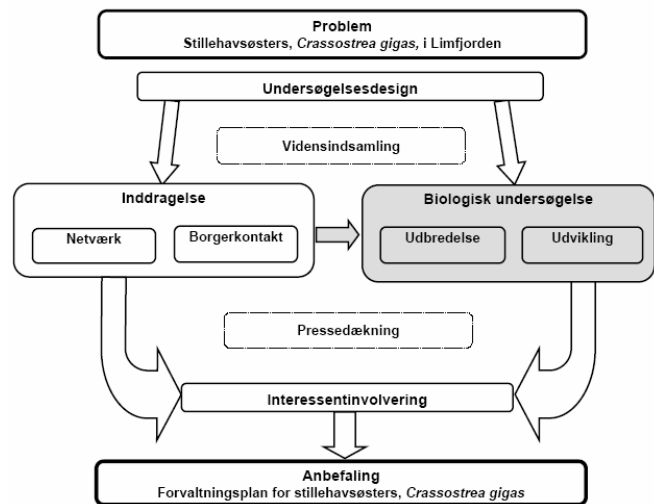 Problem
Stillehavsøsters, Crassostrea gigas, i Limfjorden
Undersøgelsesdesign
Vidensindsamling
Inddragelse
Netværk
Borgerkontakt
Biologisk undersøgelse
Udbredelse
Udvikling
Pressedækning
Interessentinvolvering
Anbefaling
Forvaltningsplan for stillehavsøsters, Crassostrea gigas